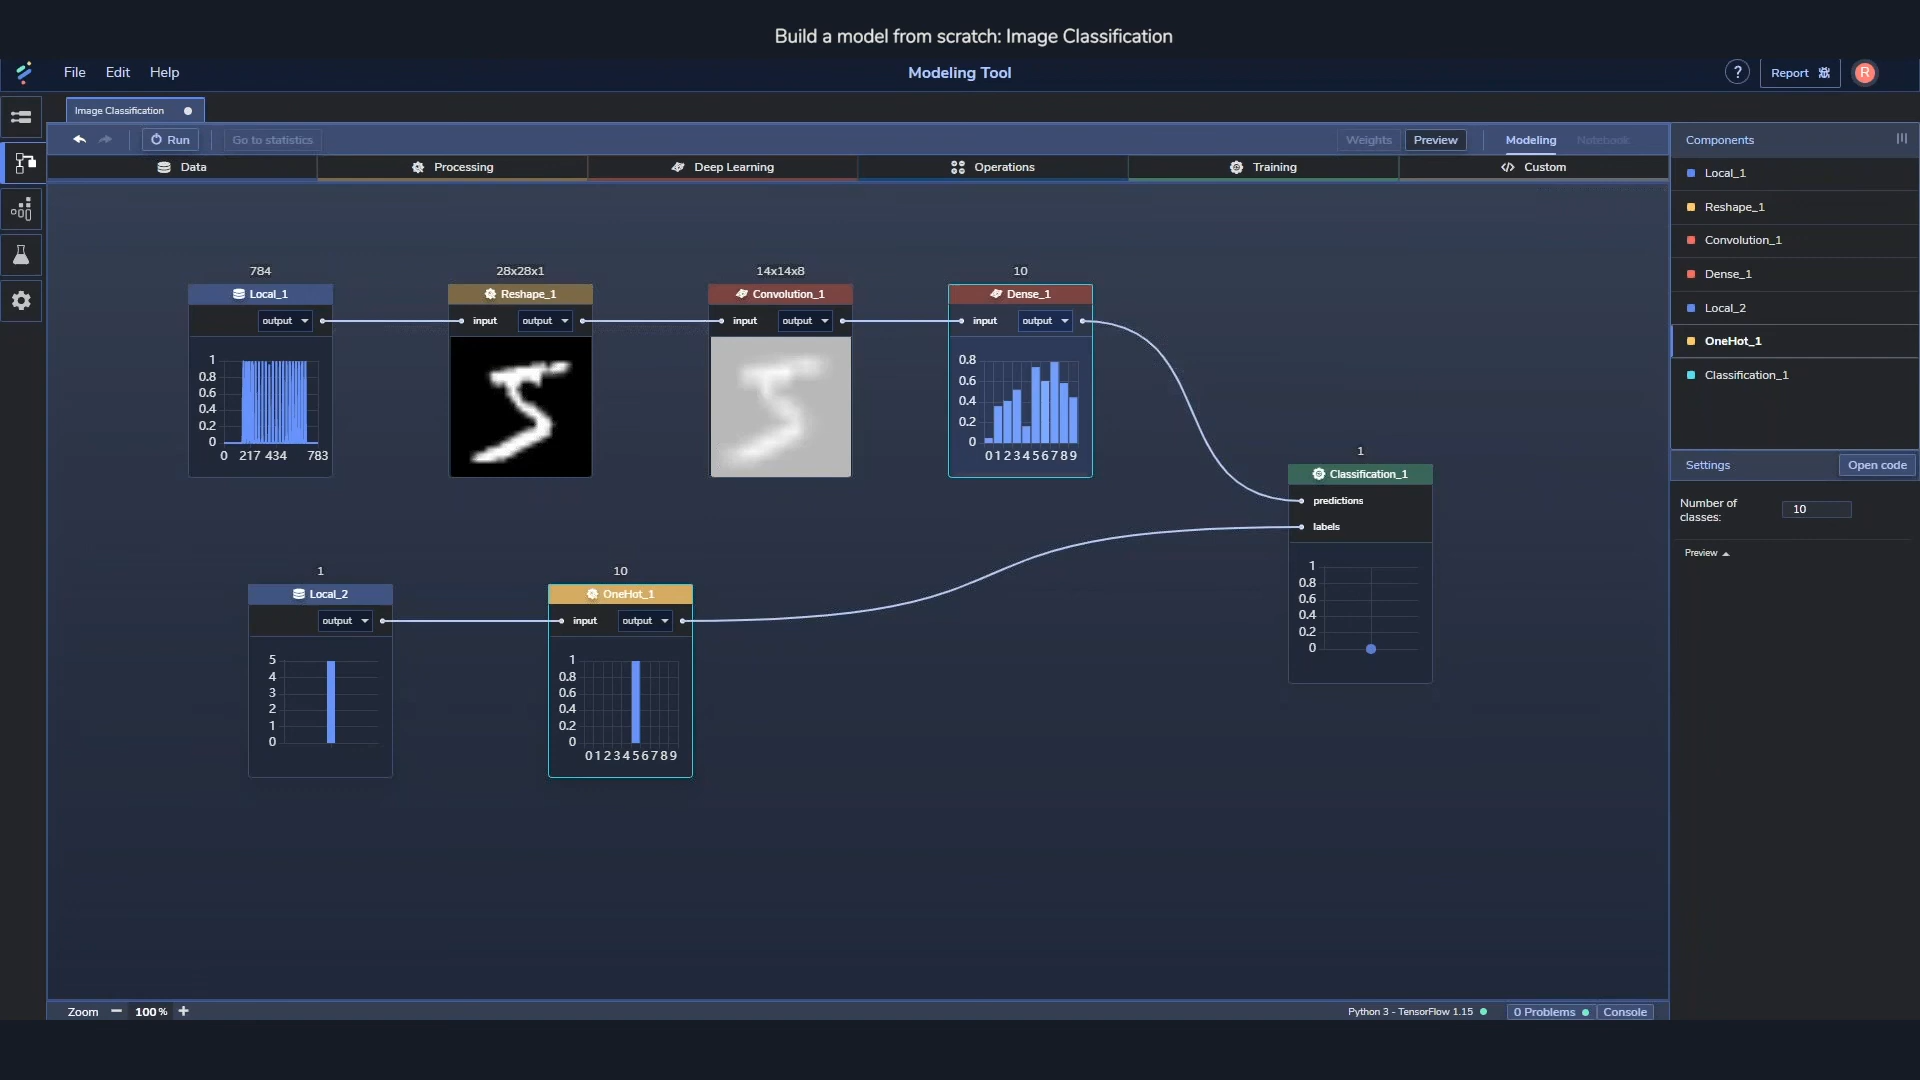 Build a model from scratch: Image Classification
File Edit Help
Modeling Tool
? Report R
Image Classification
Run Go to statistics Weights Preview Modeling Notebook
Data Processing Deep Learning Operations Training Custom
Components
Local_1
Reshape_1
Convolution_1
Dense_1
Local_2
OneHot_1
Classification_1
Settings Open code
Number of
classes:
10
Preview
784
Local_1
output
1
0.8
0.6
0.4
0.2
0
0 217 434 783
28x28x1
Reshape_1
input output
14x14x8
Convolution_1
input output
10
Dense_1
input output
0.8
0.6
0.4
0.2
0
0 1 2 3 4 5 6 7 8 9
1
Classification_1
predictions
labels
1
0.8
0.6
0.4
0.2
0
1
Local_2
output
5
4
3
2
1
0
10
OneHot_1
input output
1
0.8
0.6
0.4
0.2
0
0 1 2 3 4 5 6 7 8 9
Zoom 100 %
Python 3 - TensorFlow 1.15 0 Problems Console